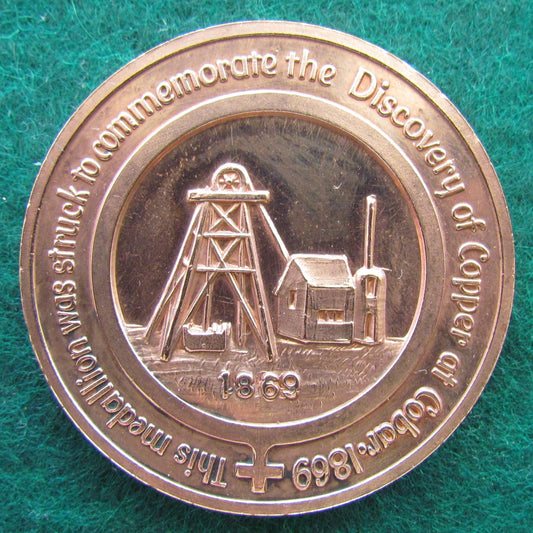 This medallion was struck to commemorate the Discovery of Copper at Cobar·1869
1869